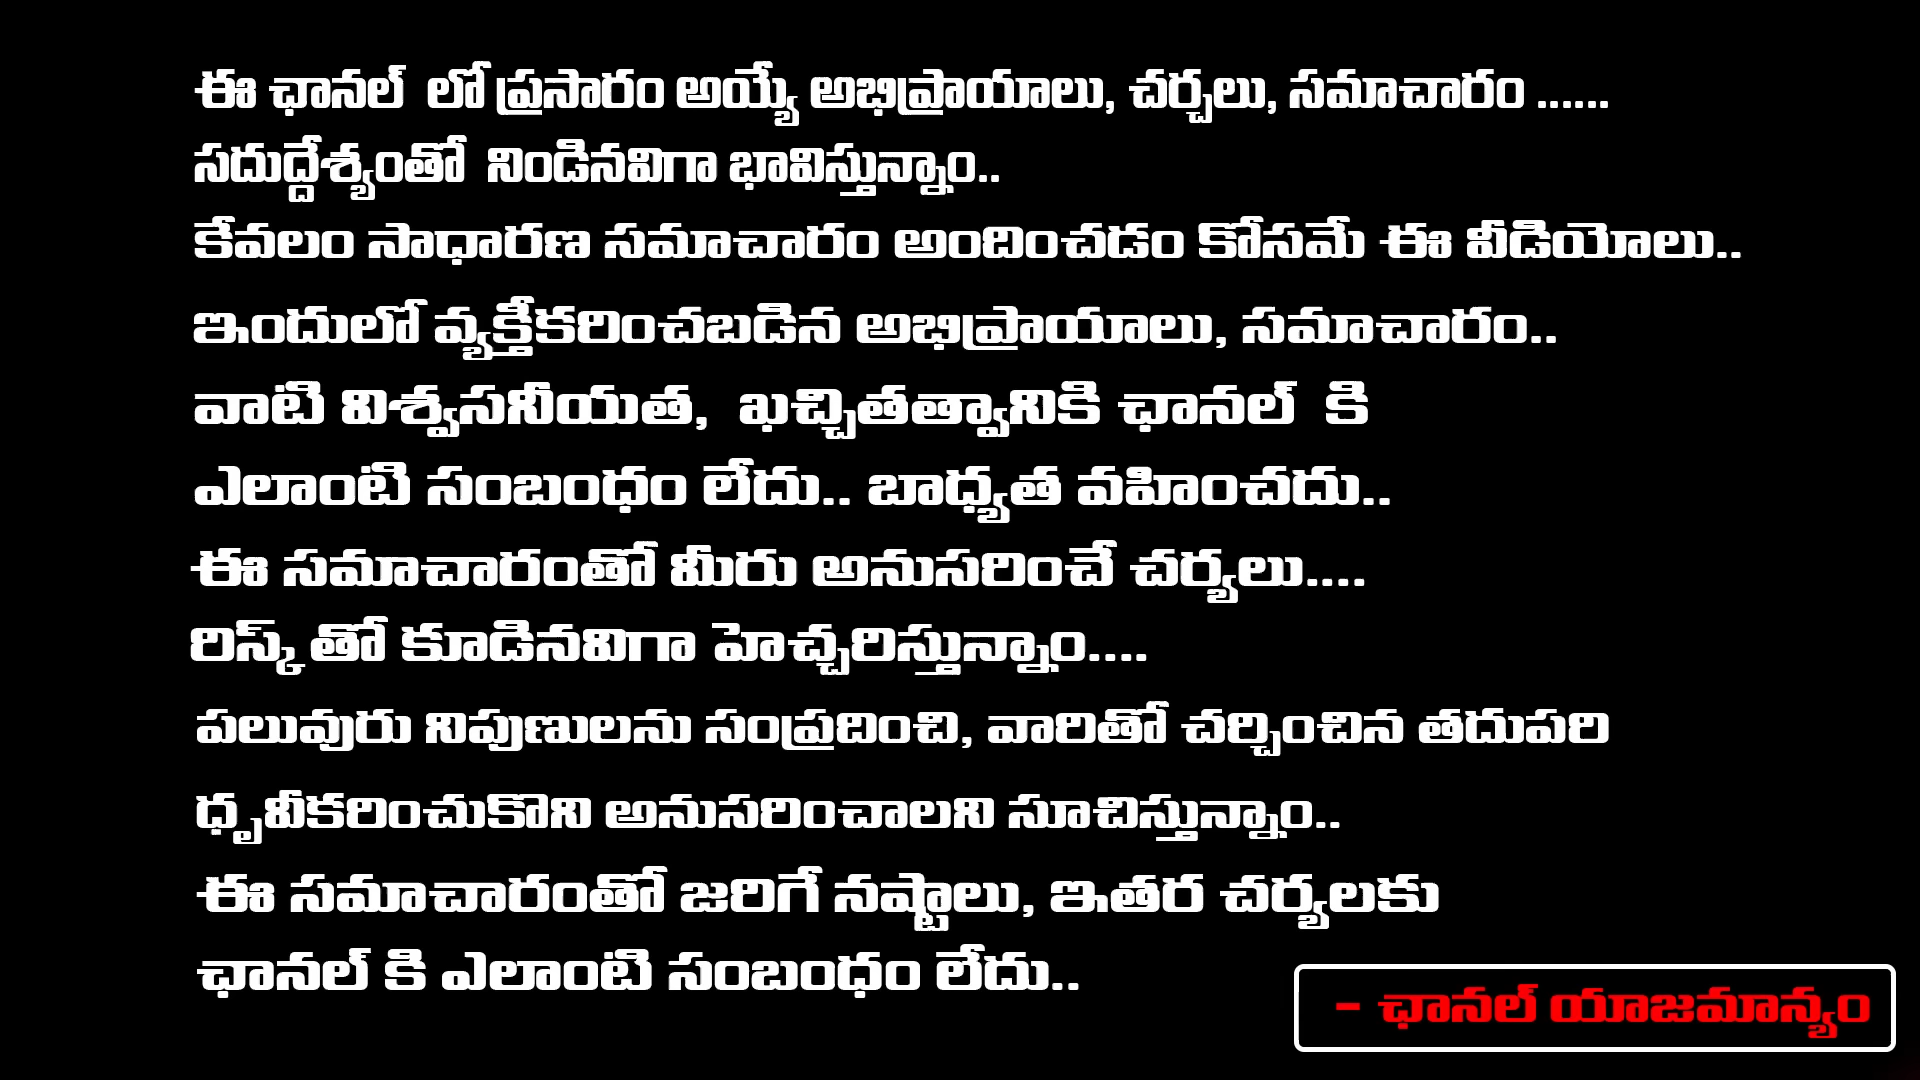 ఈ ఛానల్ లో ప్రసారం అయ్యే అభిప్రాయాలు, చర్చలు, సమాచారం ......
సదుద్దేశ్యంతో నిండినవిగా భావిస్తున్నాం..
కేవలం సాధారణ సమాచారం అందించడం కోసమే ఈ వీడియోలు..
ఇందులో వ్యక్తీకరించబడిన అభిప్రాయాలు, సమాచారం..
వాటి విశ్వసనీయత, ఖచ్చితత్వానికి ఛానల్ కి
ఎలాంటి సంబంధం లేదు.. బాధ్యత వహించదు..
ఈ సమాచారంతో మీరు అనుసరించే చర్యలు....
రిస్క్ తో కూడినవిగా హెచ్చరిస్తున్నాం....
పలువురు నిపుణులను సంప్రదించి, వారితో చర్చించిన తదుపరి
ధృవీకరించుకొని అనుసరించాలని సూచిస్తున్నాం..
ఈ సమాచారంతో జరిగే నష్టాలు, ఇతర చర్యలకు
ఛానల్ కి ఎలాంటి సంబంధం లేదు..
- ఛానల్ యాజమాన్యం